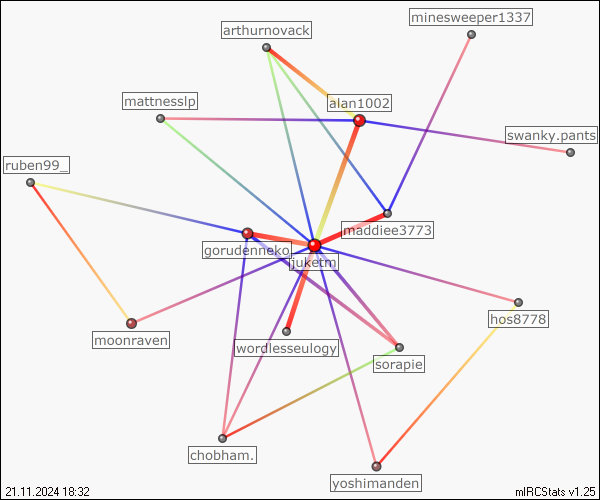 minesweeper1337
arthurnovack
mattnesslp
alan1002
swanky.pants
ruben99_
maddiee3773
gorudenneko
juketm
hos8778
moonraven
wordlesseulogy
sorapie
chobham.
yoshimanden
21.11.2024 18:32
mIRCStats v1.25